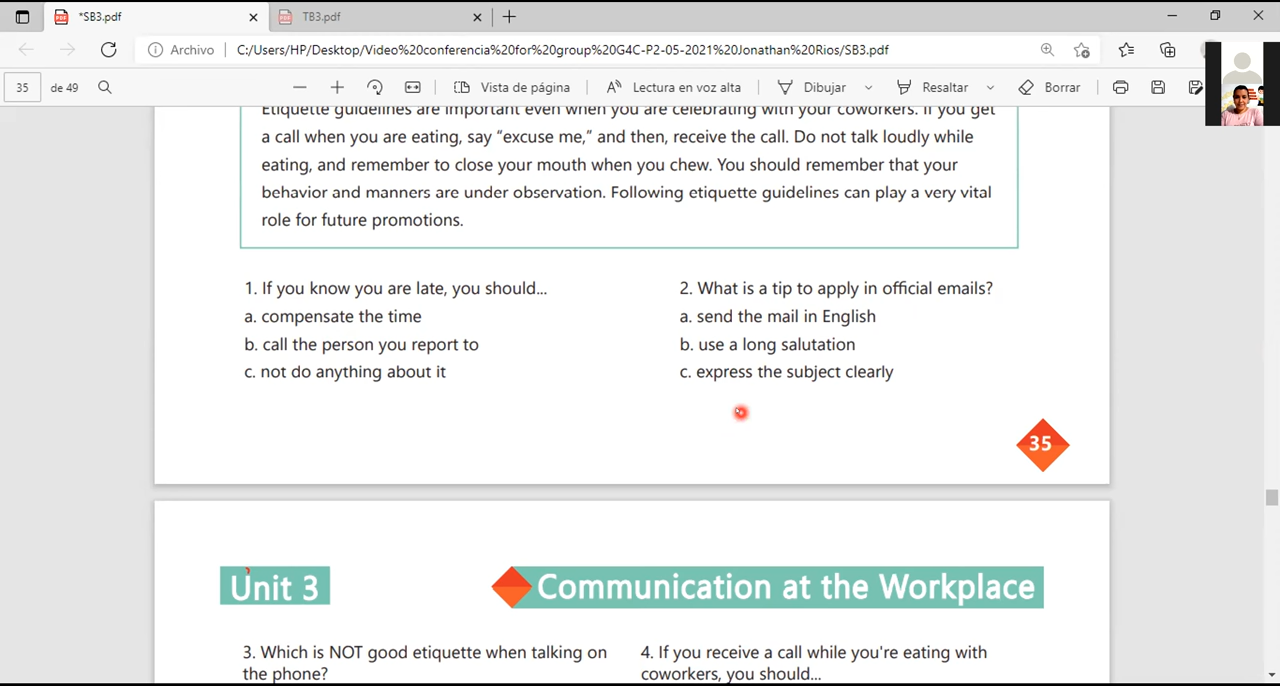 *SB3.pdf
TB3.pdf
Archivo
C:/Users/HP/Desktop/Video%20conferencia%20for%20group%20G4C-P2-05-2021%20Jonathan%20Rios/SB3.pdf
35 de 49
Vista de página
Lectura en voz alta
Dibujar
Resaltar
Borrar
Etiquette guidelines are important even when you are celebrating with your coworkers. If you get
a call when you are eating, say “excuse me,” and then, receive the call. Do not talk loudly while
eating, and remember to close your mouth when you chew. You should remember that your
behavior and manners are under observation. Following etiquette guidelines can play a very vital
role for future promotions.
1. If you know you are late, you should...
a. compensate the time
b. call the person you report to
c. not do anything about it
2. What is a tip to apply in official emails?
a. send the mail in English
b. use a long salutation
c. express the subject clearly
35
Unit 3
Communication at the Workplace
3. Which is NOT good etiquette when talking on
the phone?
4. If you receive a call while you're eating with
coworkers, you should...